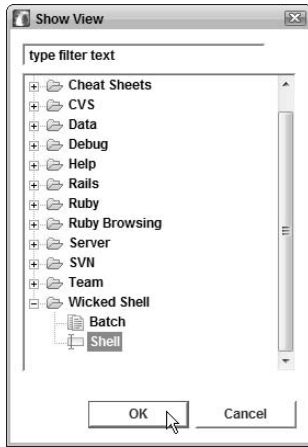 Show View
type filter text
Cheat Sheets
CVS
Data
Debug
Help
Rails
Ruby
Ruby Browsing
Server
SVN
Team
Wicked Shell
Batch
Shell
OK
Cancel